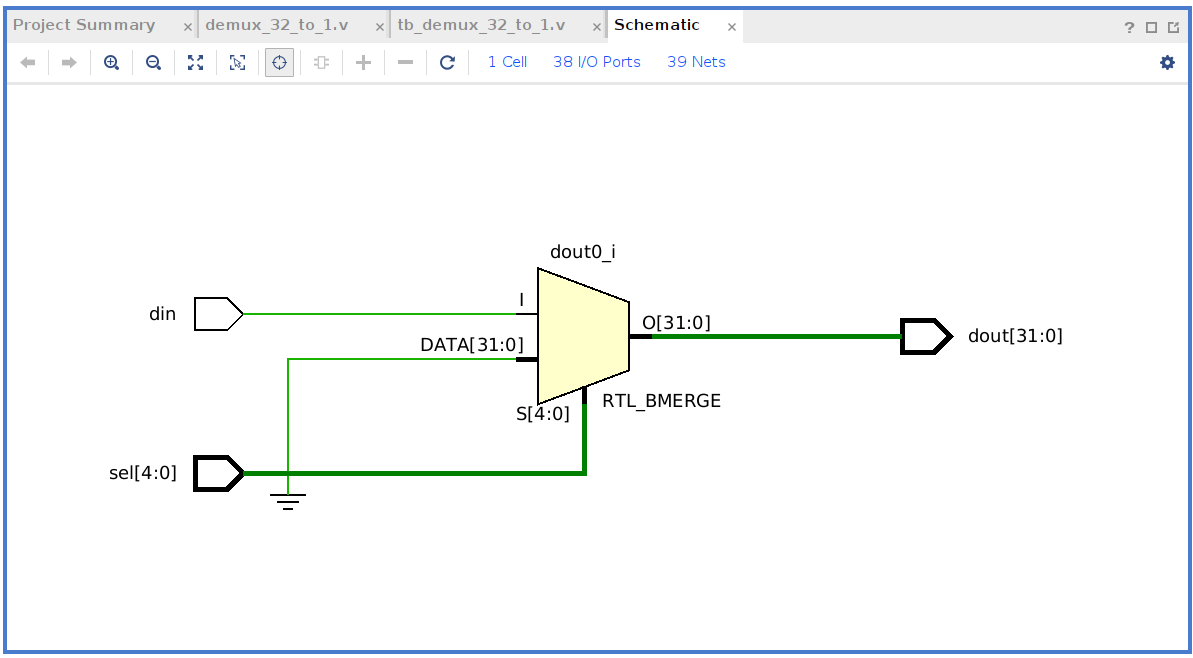 Project Summary × demux_32_to_1.v × tb_demux_32_to_1.v × Schematic × ?
1 Cell 38 I/O Ports 39 Nets
dout0_i
I
din
O[31:0]
dout[31:0]
DATA[31:0]
RTL_BMERGE
S[4:0]
sel[4:0]